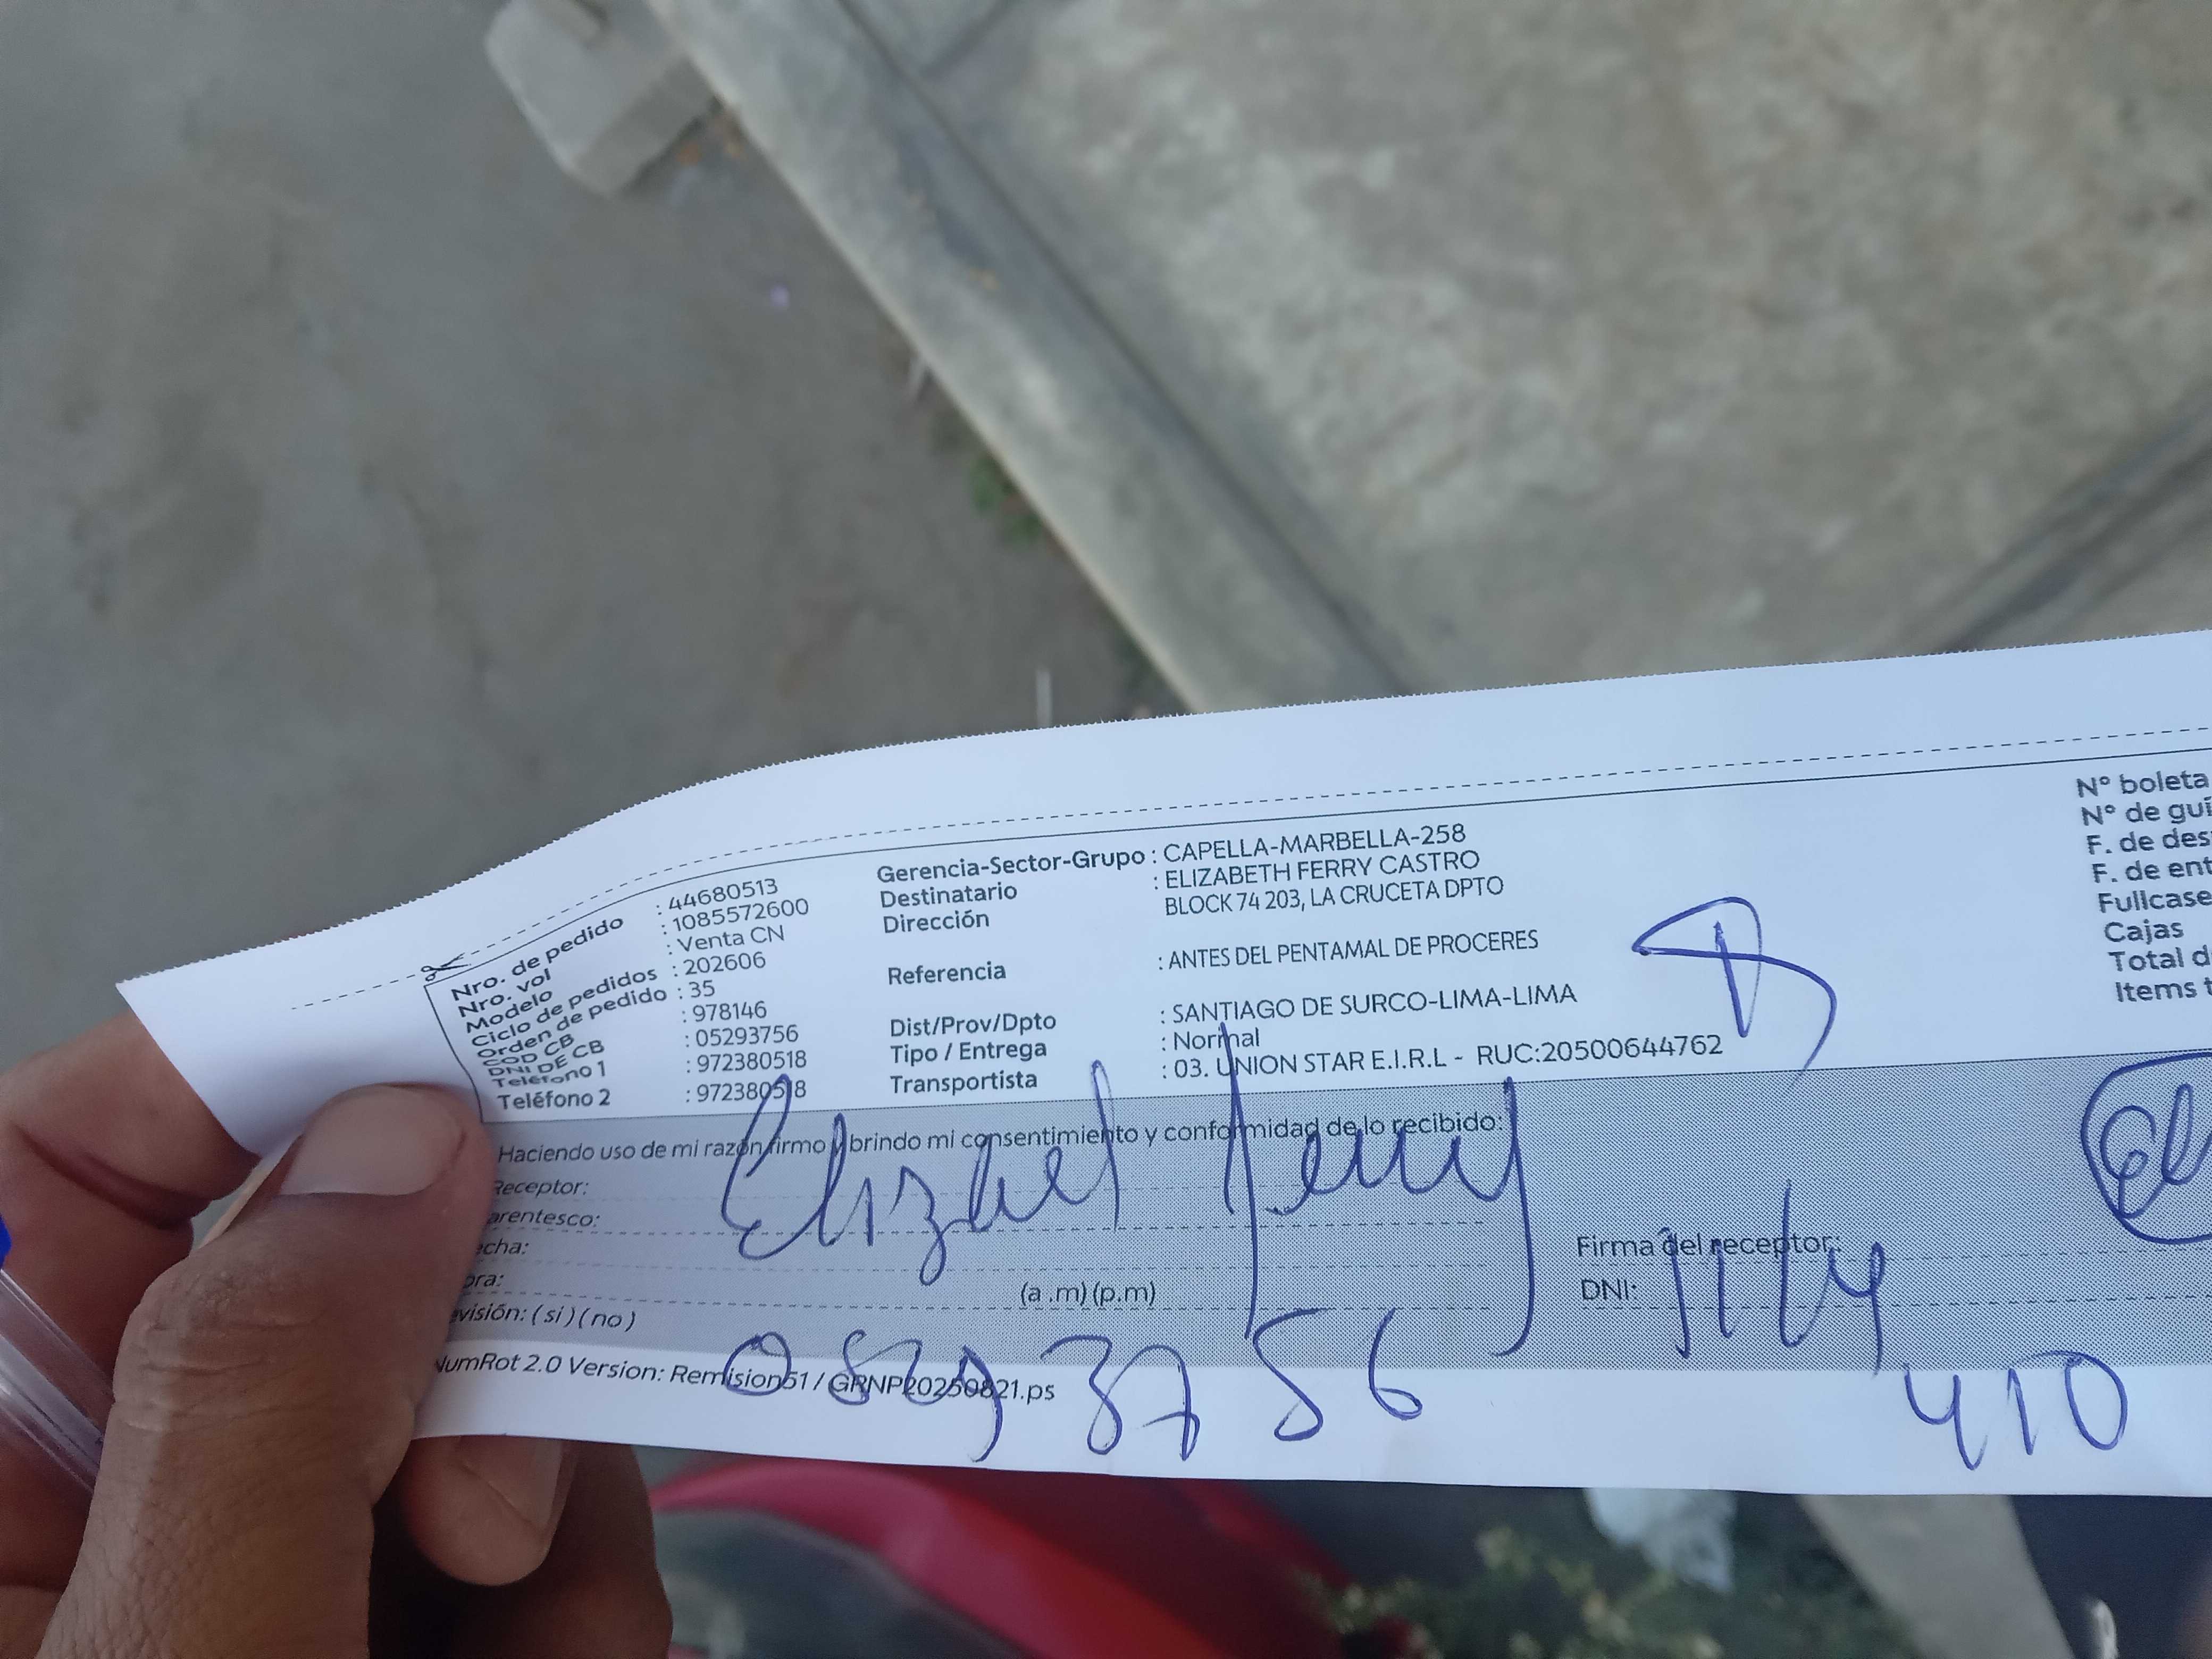 Nro. de pedido : 44680513
Nro. vol : 1085572600
Modelo : Venta CN
Ciclo de pedidos : 202606
Orden de pedido : 35
COD CB : 978146
DNI DE CB : 05293756
Teléfono 1 : 972380518
Teléfono 2 : 972380518
Gerencia-Sector-Grupo : CAPELLA-MARBELLA-258
Destinatario : ELIZABETH FERRY CASTRO
Dirección BLOCK 74 203, LA CRUCETA DPTO
Referencia : ANTES DEL PENTAMAL DE PROCERES
Dist/Prov/Dpto : SANTIAGO DE SURCO-LIMA-LIMA
Tipo / Entrega : Normal
Transportista : 03. UNION STAR E.I.R.L - RUC:20500644762
N° boleta
N° de guí
F. de des
F. de ent
Fullcase
Cajas
Total d
Items t
Haciendo uso de mi razón firmo y brindo mi consentimiento y conformidad de lo recibido:
Receptor:
arentesco:
echa:
ora: (a .m) (p.m)
evisión: ( si ) ( no )
Firma del receptor:
DNI:
05293756
410
NumRot 2.0 Version: Remision51 / GRNP20250821.ps